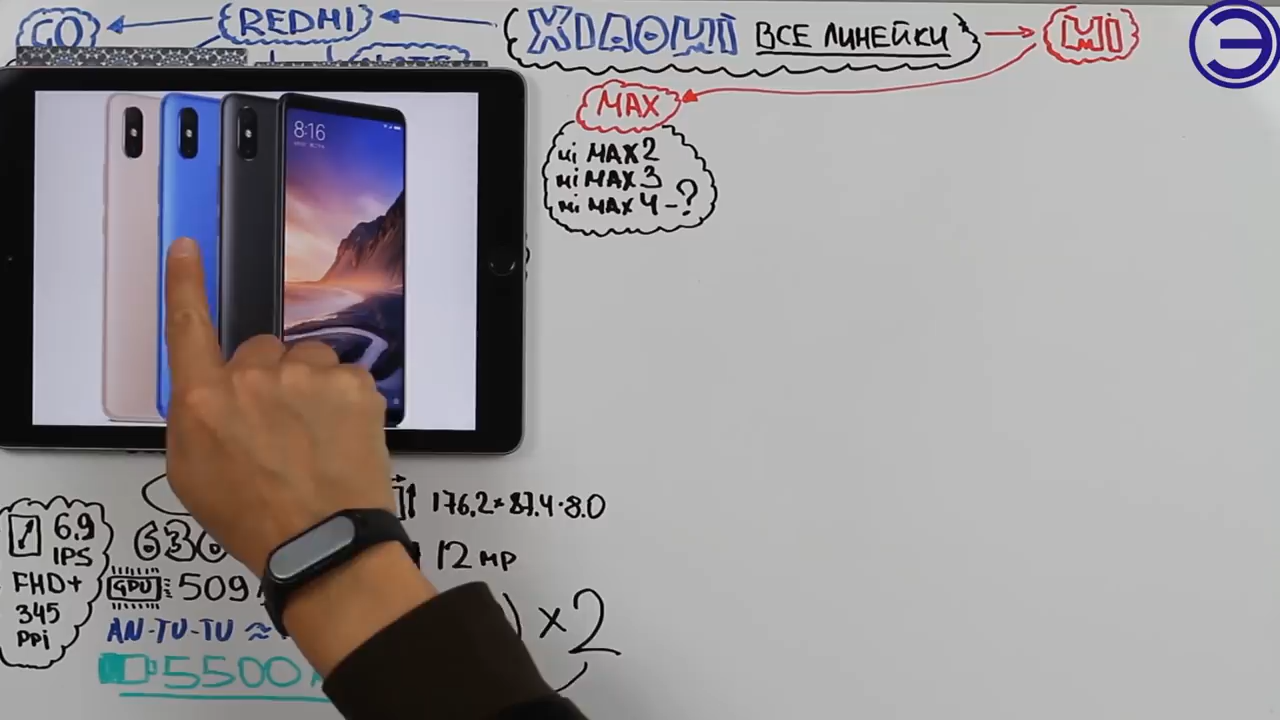 GO
REDMI
XIAOMI ВСЕ ЛИНЕЙКИ
MI
MAX
mi MAX 2
mi MAX 3
mi MAX 4 - ?
8:16
176.2 × 87.4 · 8.0
6.9
IPS
FHD+
345
PPi
636
12 MP
GPU 509
AN-TU-TU ≈
× 2
5500
Э